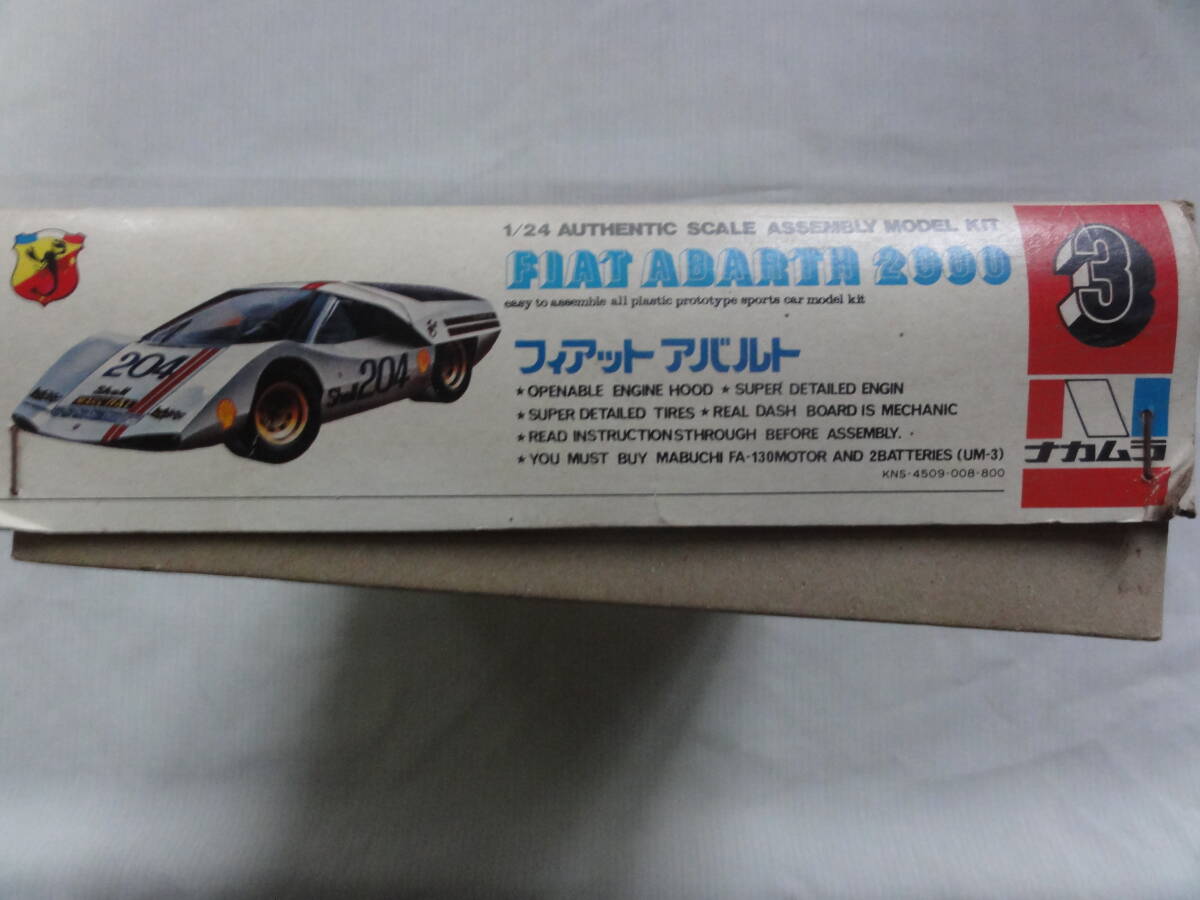 1/24 AUTHENTIC SCALE ASSEMBLY MODEL KIT
FIAT ABARTH 2000
easy to assemble all plastic prototype sports car model kit
フィアット アバルト
★ OPENABLE ENGINE HOOD ★ SUPER DETAILED ENGIN
★ SUPER DETAILED TIRES ★ REAL DASH BOARD IS MECHANIC
★ READ INSTRUCTIONSTHROUGH BEFORE ASSEMBLY.
★ YOU MUST BUY MABUCHI FA-130MOTOR AND 2BATTERIES (UM-3)
KNS-4509-008-800
3
ナカムラ
204
Shell
Shell 204